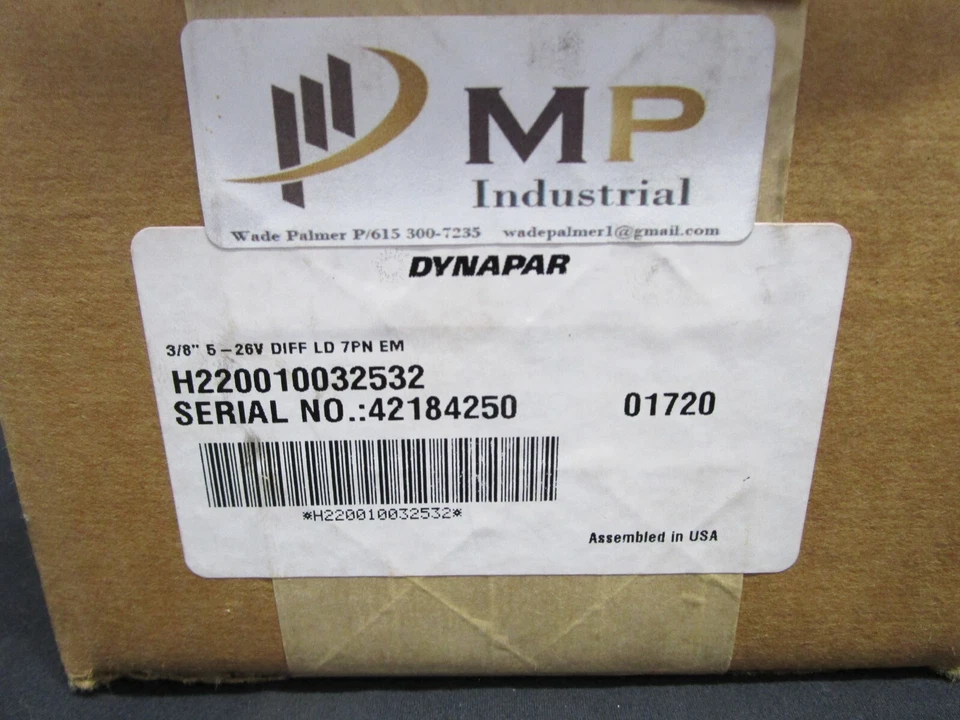 MP
Industrial
Wade Palmer P/615 300-7235 wadepalmer1@gmail.com
DYNAPAR
3/8" 5-26V DIFF LD 7PN EM
H220010032532
SERIAL NO.:42184250 01720
*H220010032532*
Assembled in USA